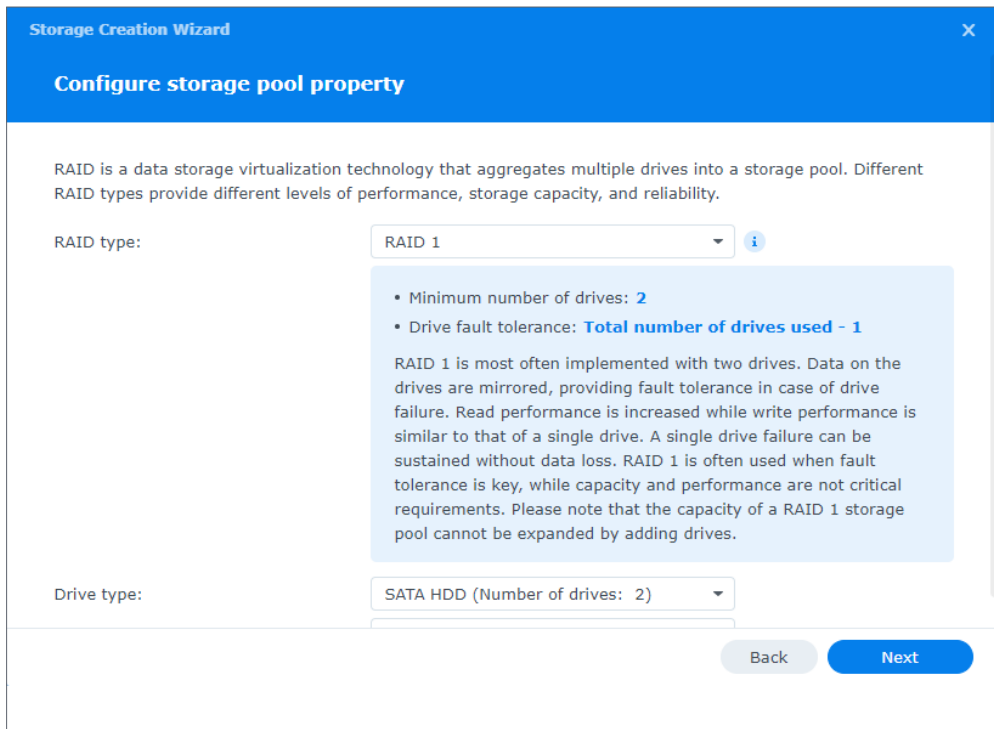 Storage Creation Wizard
Configure storage pool property
RAID is a data storage virtualization technology that aggregates multiple drives into a storage pool. Different
RAID types provide different levels of performance, storage capacity, and reliability.
RAID type:
RAID 1
i
• Minimum number of drives: 2
• Drive fault tolerance: Total number of drives used - 1
RAID 1 is most often implemented with two drives. Data on the
drives are mirrored, providing fault tolerance in case of drive
failure. Read performance is increased while write performance is
similar to that of a single drive. A single drive failure can be
sustained without data loss. RAID 1 is often used when fault
tolerance is key, while capacity and performance are not critical
requirements. Please note that the capacity of a RAID 1 storage
pool cannot be expanded by adding drives.
Drive type:
SATA HDD (Number of drives: 2)
Back
Next